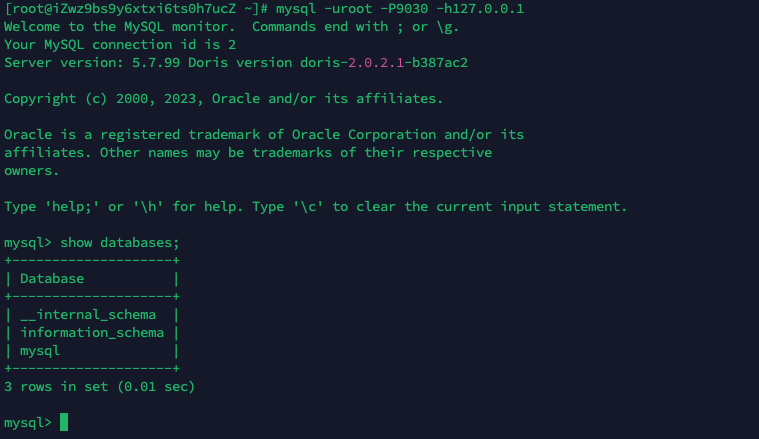 [root@iZwz9bs9y6xtxi6ts0h7ucZ ~]# mysql -uroot -P9030 -h127.0.0.1
Welcome to the MySQL monitor.  Commands end with ; or \g.
Your MySQL connection id is 2
Server version: 5.7.99 Doris version doris-2.0.2.1-b387ac2

Copyright (c) 2000, 2023, Oracle and/or its affiliates.

Oracle is a registered trademark of Oracle Corporation and/or its
affiliates. Other names may be trademarks of their respective
owners.

Type 'help;' or '\h' for help. Type '\c' to clear the current input statement.

mysql> show databases;
+--------------------+
| Database           |
+--------------------+
| __internal_schema  |
| information_schema |
| mysql              |
+--------------------+
3 rows in set (0.01 sec)

mysql>